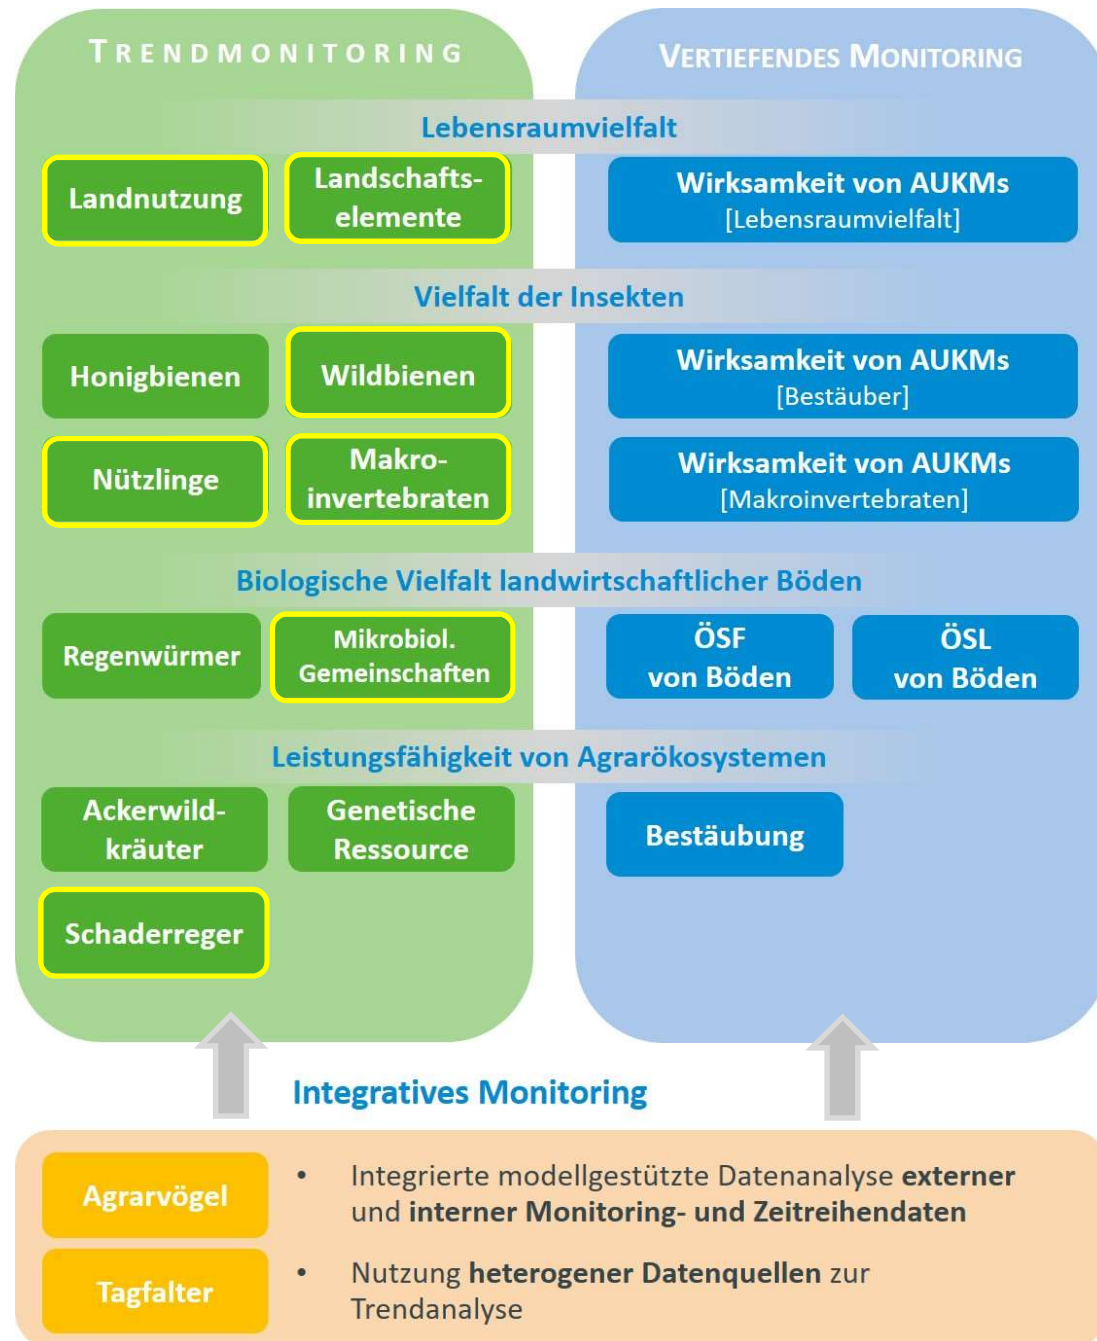 TRENDMONITORING
VERTIEFENDES MONITORING
Lebensraumvielfalt
Landnutzung
Landschafts-
elemente
Wirksamkeit von AUKMs
[Lebensraumvielfalt]
Vielfalt der Insekten
Honigbienen
Wildbienen
Wirksamkeit von AUKMs
[Bestäuber]
Nützlinge
Makro-
invertebraten
Wirksamkeit von AUKMs
[Makroinvertebraten]
Biologische Vielfalt landwirtschaftlicher Böden
Regenwürmer
Mikrobiol.
Gemeinschaften
ÖSF
von Böden
ÖSL
von Böden
Leistungsfähigkeit von Agrarökosystemen
Ackerwild-
kräuter
Genetische
Ressource
Bestäubung
Schaderreger
Integratives Monitoring
Agrarvögel
• Integrierte modellgestützte Datenanalyse externer
und interner Monitoring- und Zeitreihendaten
Tagfalter
• Nutzung heterogener Datenquellen zur
Trendanalyse